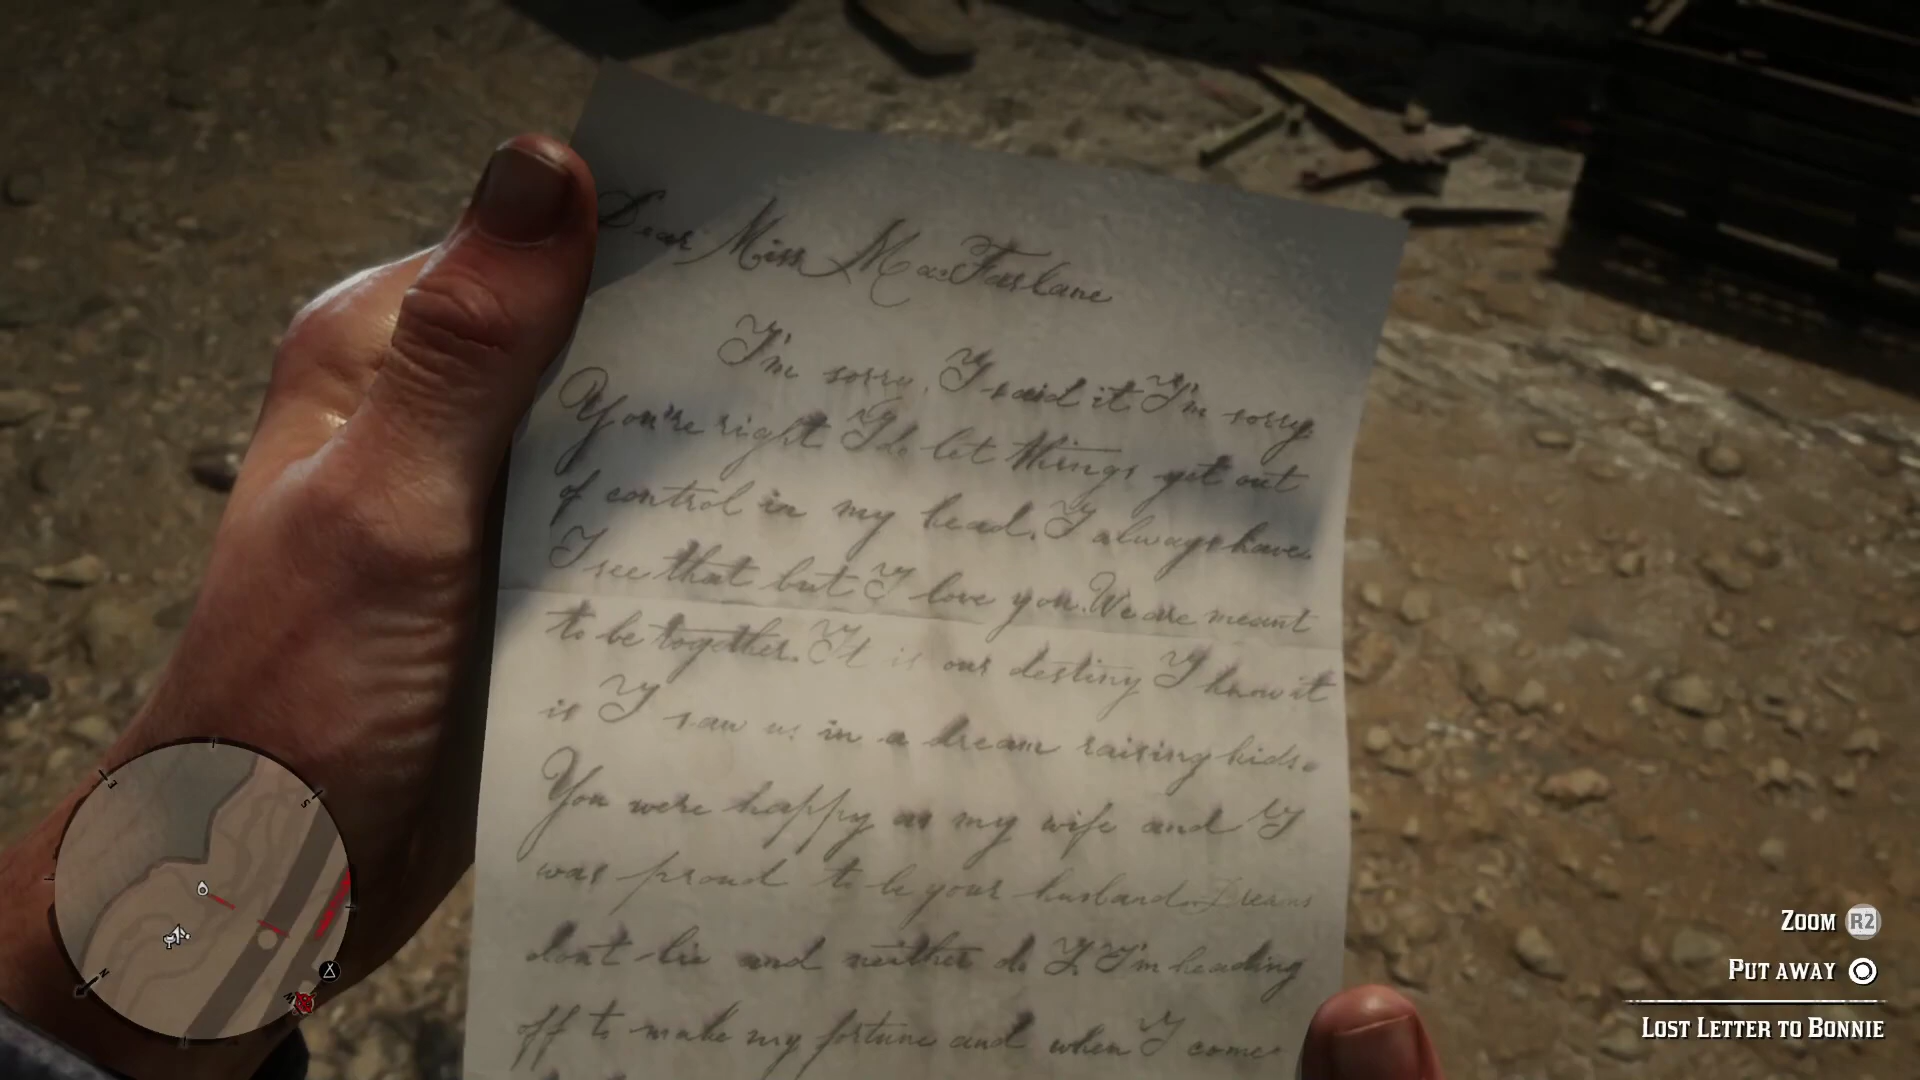 Dear Miss MacFarlane
I'm sorry. I said it I'm sorry.
You're right I do let things get out
of control in my head. I always have.
I see that but I love you. We are meant
to be together. It is our destiny I know it
is I saw us in a dream raising kids.
You were happy as my wife and I
was proud to be your husband. Dreams
dont lie and neither do I. I'm heading
off to make my fortune and when I come
E
S
N
W
ZOOM R2
PUT AWAY
LOST LETTER TO BONNIE